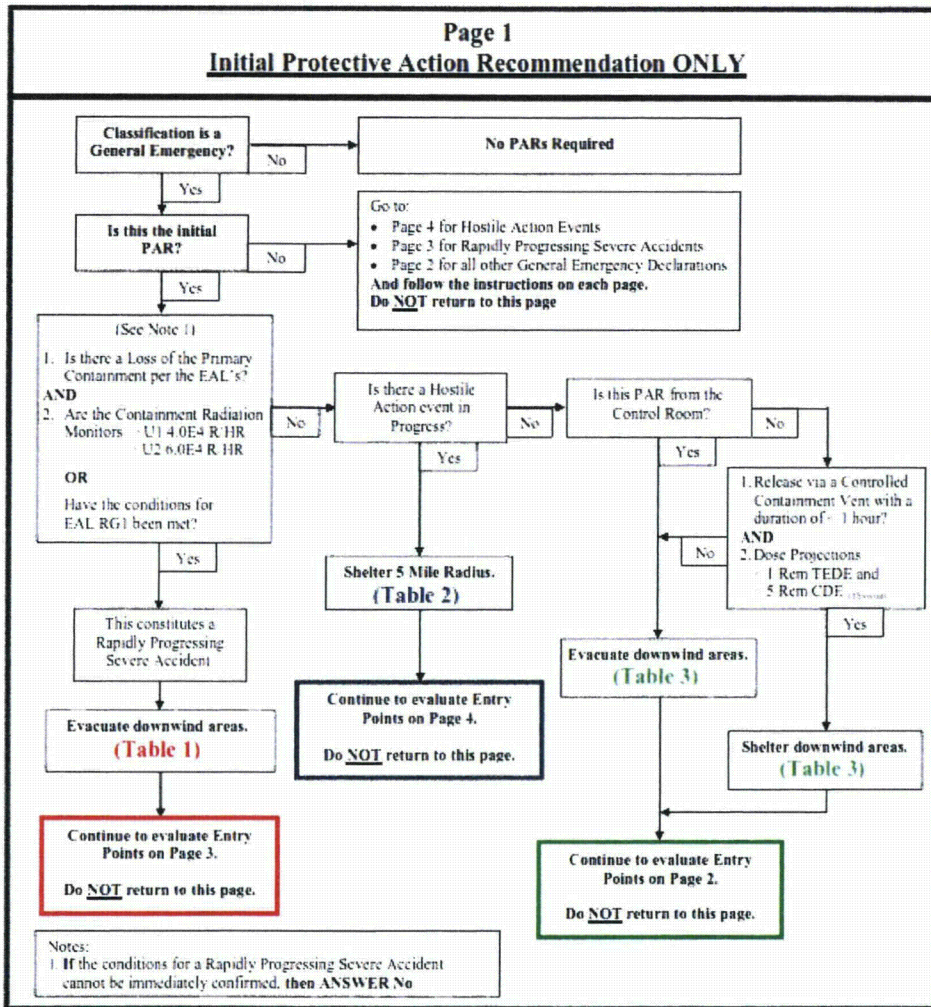 Page 1
Initial Protective Action Recommendation ONLY
Classification is a
General Emergency?
No
No PARs Required
Yes
Is this the initial
PAR?
No
Go to:
• Page 4 for Hostile Action Events
• Page 3 for Rapidly Progressing Severe Accidents
• Page 2 for all other General Emergency Declarations
And follow the instructions on each page.
Do NOT return to this page
Yes
(See Note 1)
1. Is there a Loss of the Primary
Containment per the EAL's?
AND
2. Are the Containment Radiation
Monitors U1 4.0E4 R/HR
U2 6.0E4 R/HR
OR
Have the conditions for
EAL RG1 been met?
No
Is there a Hostile
Action event in
Progress?
No
Is this PAR from the
Control Room?
No
Yes
Yes
1. Release via a Controlled
Containment Vent with a
duration of 1 hour?
AND
2. Dose Projections
1 Rem TEDE and
5 Rem CDE
No
Yes
Yes
Shelter 5 Mile Radius.
(Table 2)
This constitutes a
Rapidly Progressing
Severe Accident
Evacuate downwind areas.
(Table 3)
Continue to evaluate Entry
Points on Page 4.
Do NOT return to this page.
Evacuate downwind areas.
(Table 1)
Shelter downwind areas.
(Table 3)
Continue to evaluate Entry
Points on Page 3.
Do NOT return to this page.
Continue to evaluate Entry
Points on Page 2.
Do NOT return to this page.
Notes:
1. If the conditions for a Rapidly Progressing Severe Accident
cannot be immediately confirmed, then ANSWER No